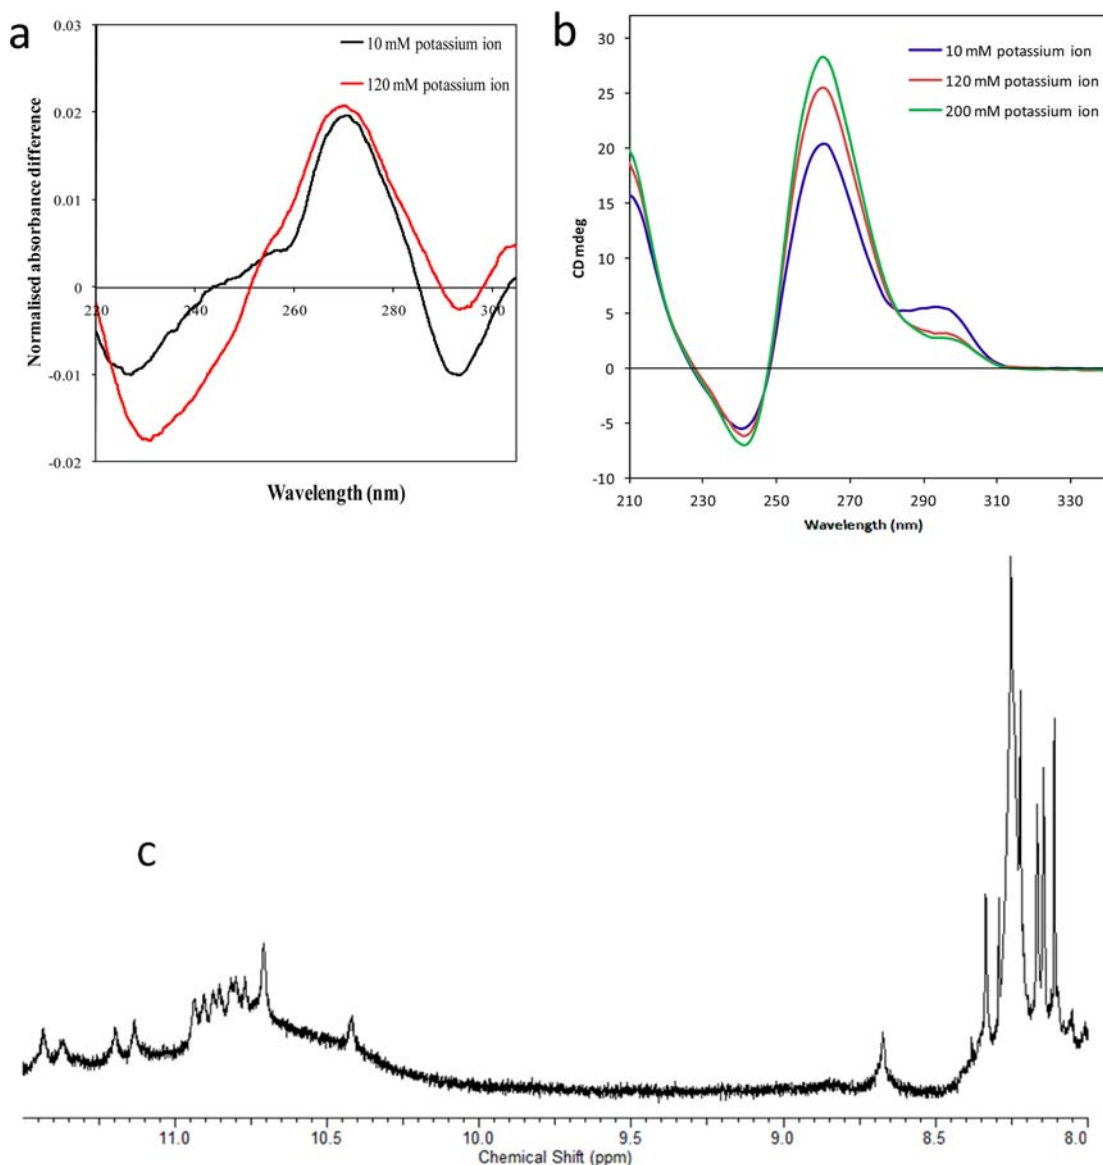 a
0.03
10 mM potassium ion
120 mM potassium ion
0.02
0.01
0
220
240
260
280
300
-0.01
-0.02
Normalised absorbance difference
Wavelength (nm)
b
30
10 mM potassium ion
120 mM potassium ion
200 mM potassium ion
25
20
15
10
5
0
-5
-10
CD mdeg
210 230 250 270 290 310 330
Wavelength (nm)
c
11.0 10.5 10.0 9.5 9.0 8.5 8.0
Chemical Shift (ppm)